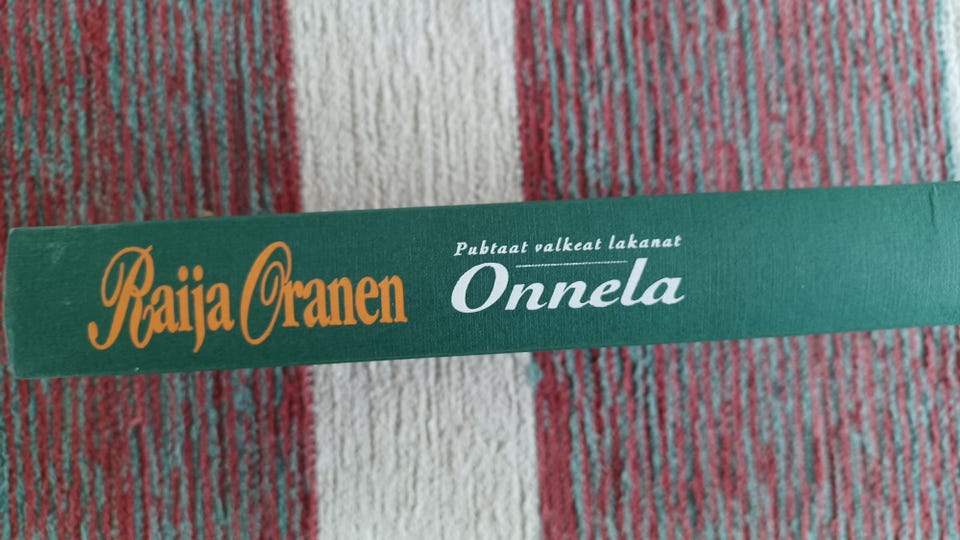 Raija Oranen
Puhtaat valkeat lakanat
Onnela